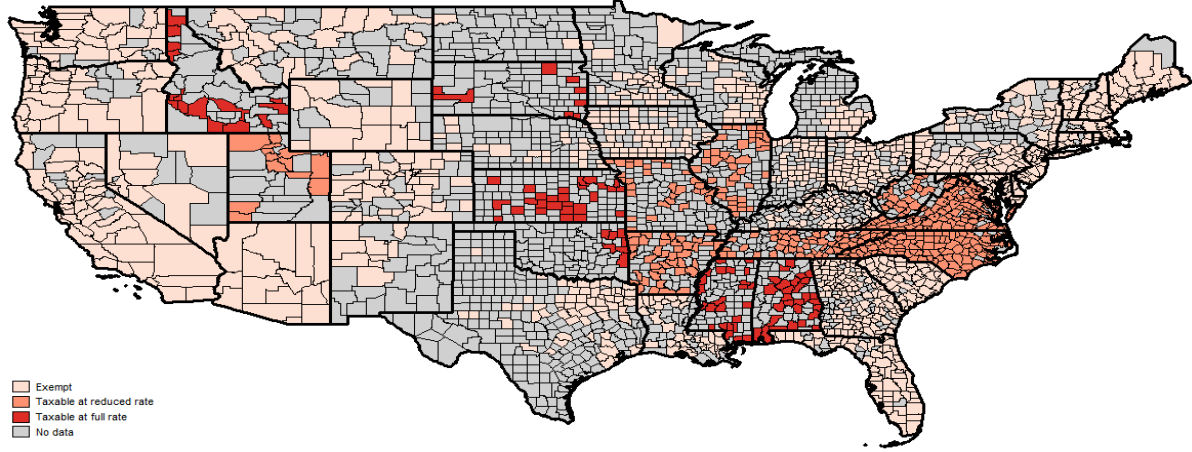 Exempt
Taxable at reduced rate
Taxable at full rate
No data